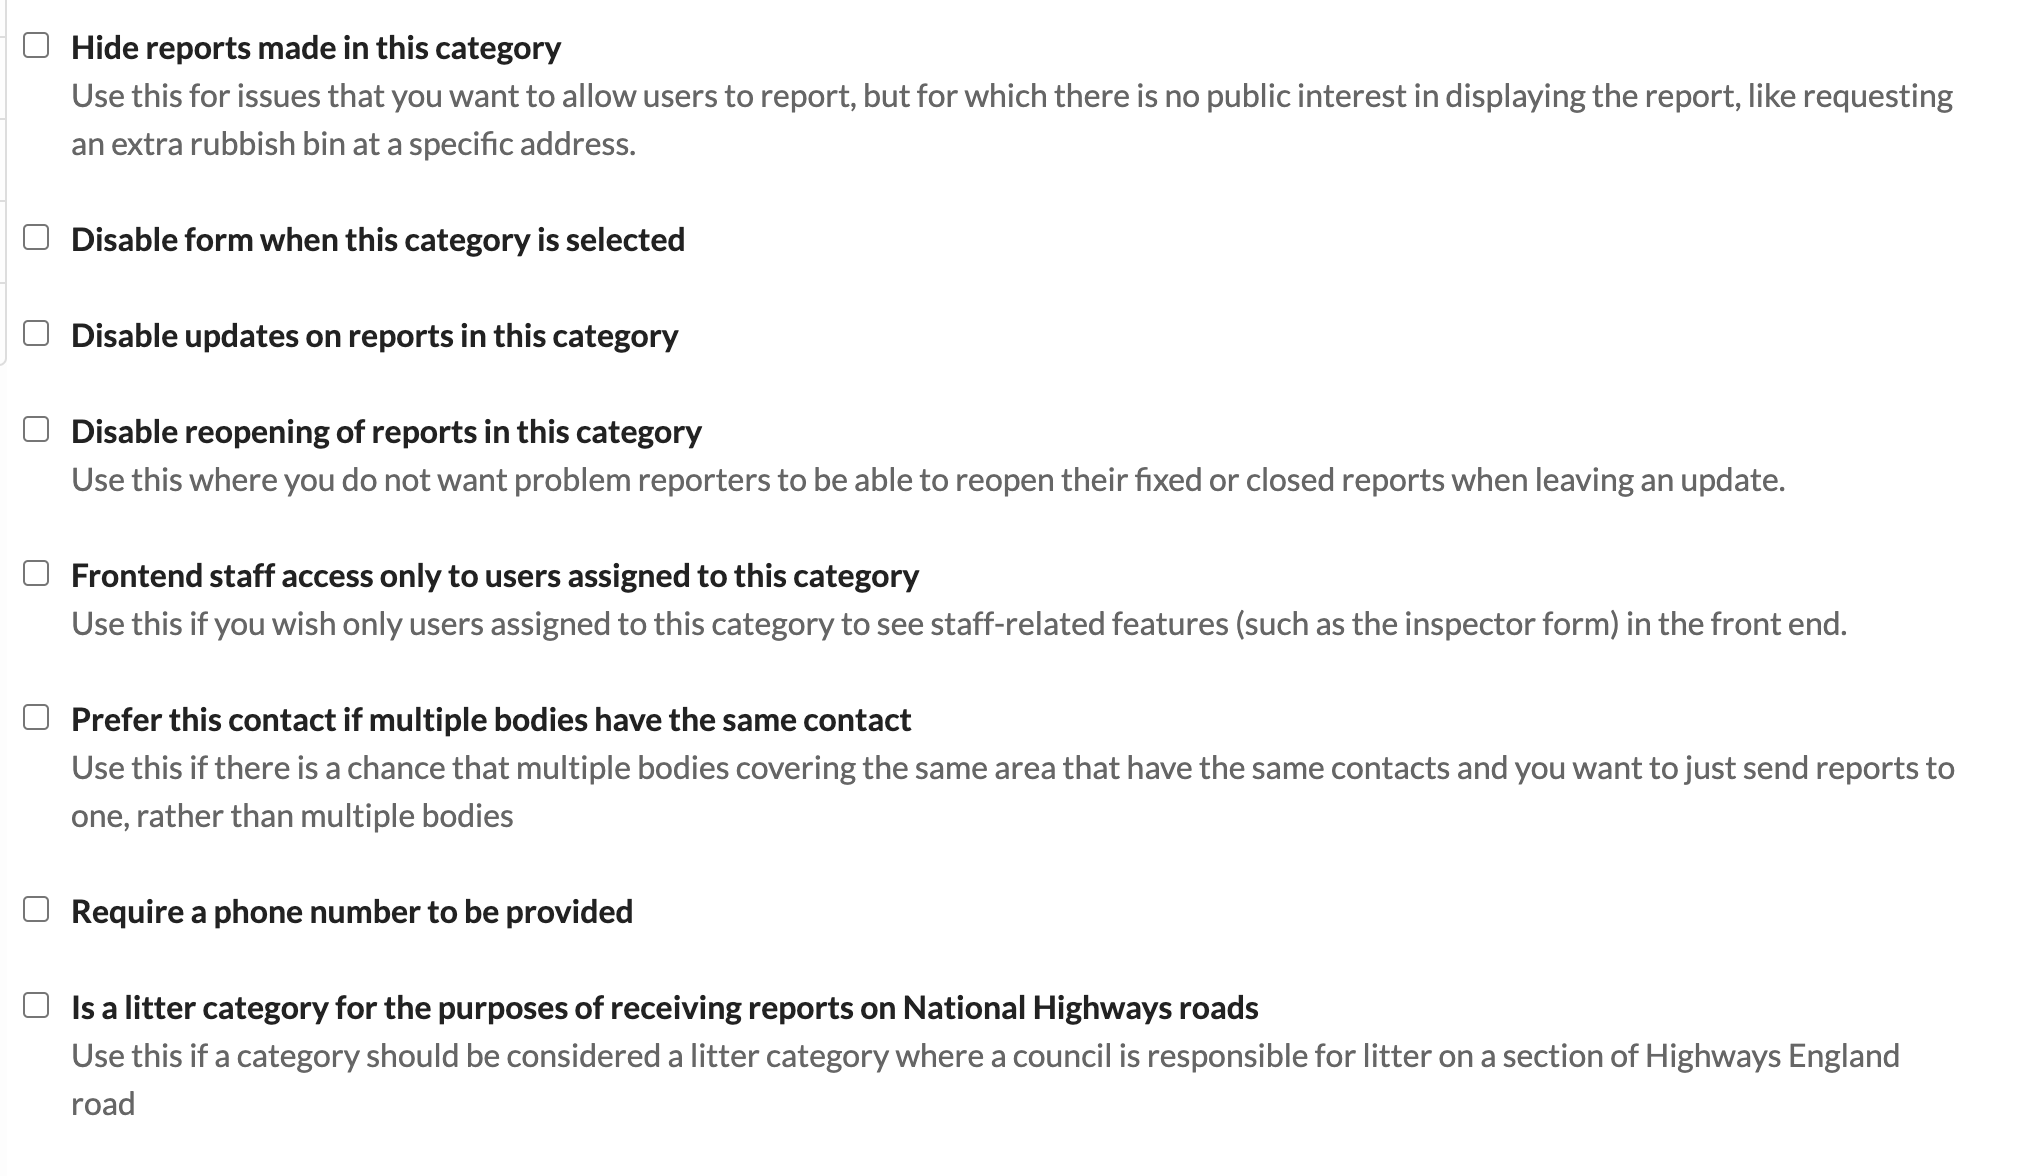 Hide reports made in this category
Use this for issues that you want to allow users to report, but for which there is no public interest in displaying the report, like requesting
an extra rubbish bin at a specific address.
Disable form when this category is selected
Disable updates on reports in this category
Disable reopening of reports in this category
Use this where you do not want problem reporters to be able to reopen their fixed or closed reports when leaving an update.
Frontend staff access only to users assigned to this category
Use this if you wish only users assigned to this category to see staff-related features (such as the inspector form) in the front end.
Prefer this contact if multiple bodies have the same contact
Use this if there is a chance that multiple bodies covering the same area that have the same contacts and you want to just send reports to
one, rather than multiple bodies
Require a phone number to be provided
Is a litter category for the purposes of receiving reports on National Highways roads
Use this if a category should be considered a litter category where a council is responsible for litter on a section of Highways England
road